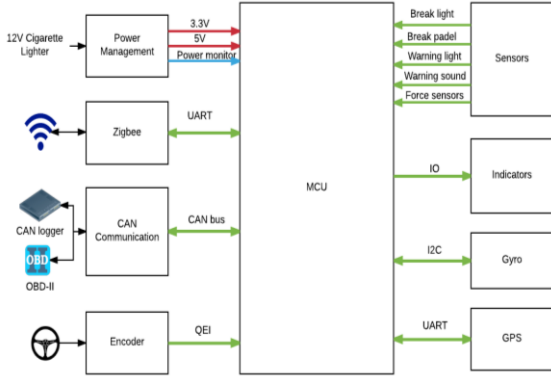 12V Cigarette
Lighter
Power
Management
3.3V
5V
Power monitor
Zigbee
UART
CAN logger
OBD
OBD-II
CAN
Communication
CAN bus
Encoder
QEI
MCU
Break light
Break padel
Warning light
Warning sound
Force sensors
Sensors
IO
Indicators
I2C
Gyro
UART
GPS